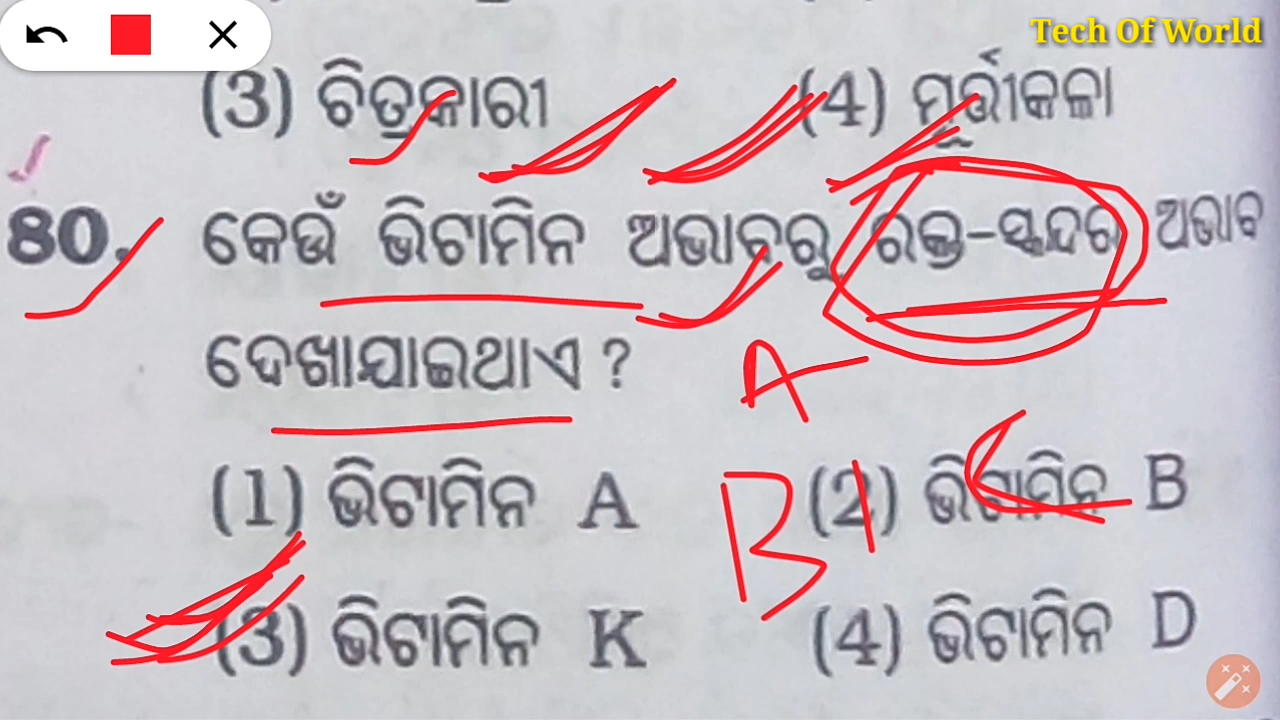 Tech Of World
(3) ଚିତ୍ରକାରୀ (4) ମୂର୍ତ୍ତୀକଳା
80. କେଉଁ ଭିଟାମିନ ଅଭାବରୁ ରକ୍ତ-ସ୍କନ୍ଦନ ଅଭାବ
ଦେଖାଯାଇଥାଏ ?
A
(1) ଭିଟାମିନ A (2) ଭିଟାମିନ B
B 1
(3) ଭିଟାମିନ K (4) ଭିଟାମିନ D